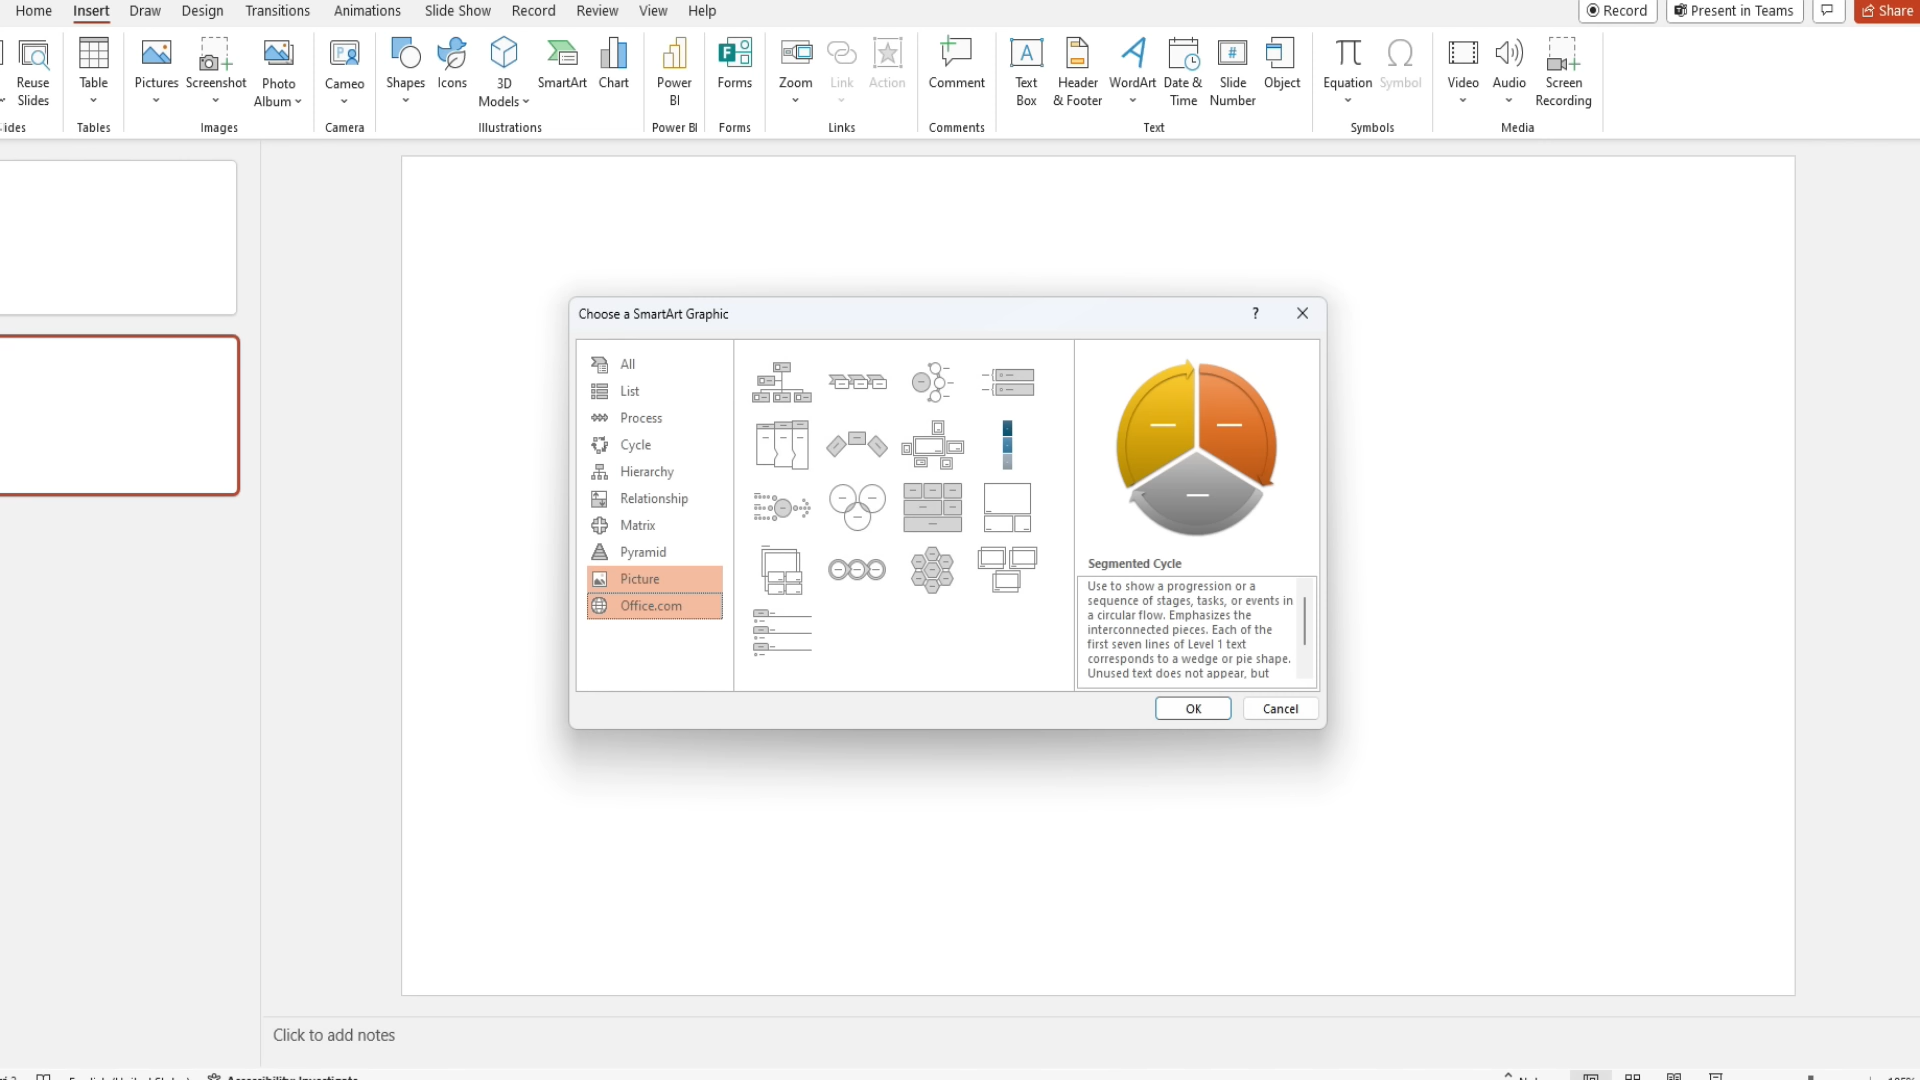 Home Insert Draw Design Transitions Animations Slide Show Record Review View Help
Record Present in Teams Share
Reuse Slides
Table
Pictures
Screenshot
Photo Album
Cameo
Shapes
Icons
3D Models
SmartArt
Chart
Power BI
Forms
Zoom
Link
Action
Comment
Text Box
Header & Footer
WordArt
Date & Time
Slide Number
Object
Equation
Symbol
Video
Audio
Screen Recording
Tables Images Camera Illustrations Power BI Forms Links Comments Text Symbols Media
Choose a SmartArt Graphic
All
List
Process
Cycle
Hierarchy
Relationship
Matrix
Pyramid
Picture
Office.com
Segmented Cycle
Use to show a progression or a
sequence of stages, tasks, or events in
a circular flow. Emphasizes the
interconnected pieces. Each of the
first seven lines of Level 1 text
corresponds to a wedge or pie shape.
Unused text does not appear, but
OK Cancel
Click to add notes